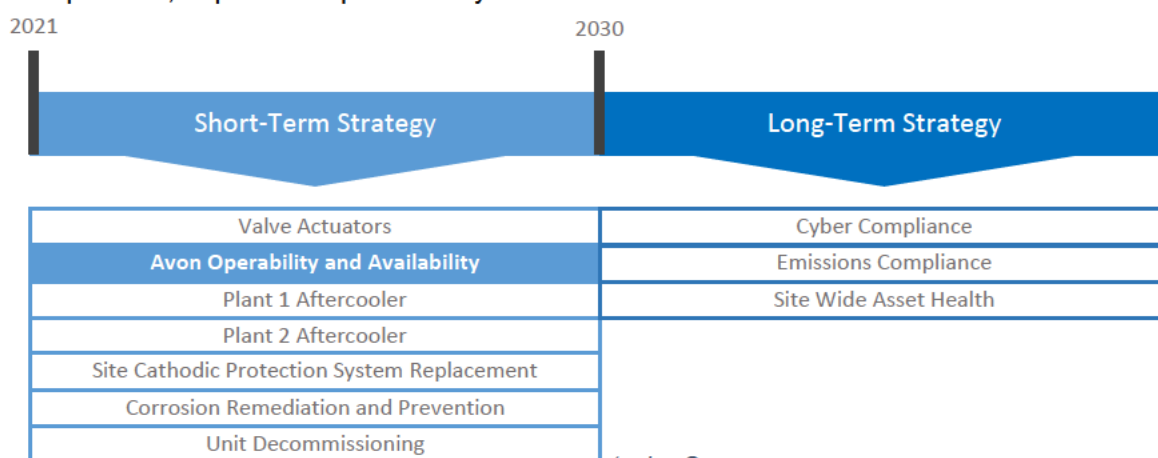 2021
2030
Short-Term Strategy
Long-Term Strategy
Valve Actuators
Cyber Compliance
Avon Operability and Availability
Emissions Compliance
Plant 1 Aftercooler
Site Wide Asset Health
Plant 2 Aftercooler
Site Cathodic Protection System Replacement
Corrosion Remediation and Prevention
Unit Decommissioning